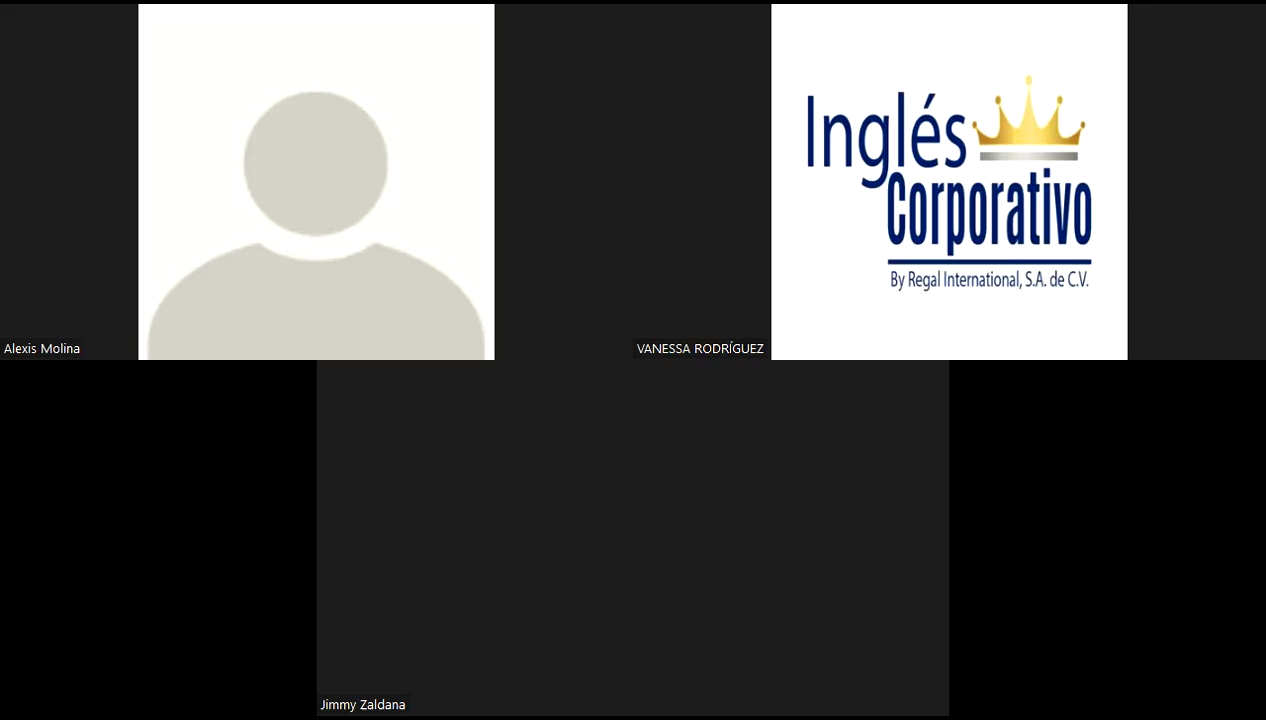 Inglés
Corporativo
By Regal International, S.A. de C.V.
Alexis Molina
VANESSA RODRÍGUEZ
Jimmy Zaldana